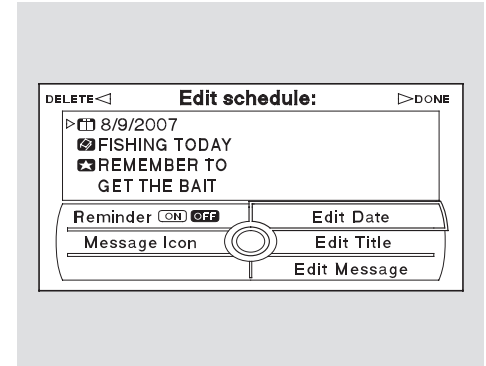 DELETE Edit schedule: DONE
8/9/2007
FISHING TODAY
REMEMBER TO
GET THE BAIT
Reminder ON OFF Edit Date
Message Icon Edit Title
Edit Message